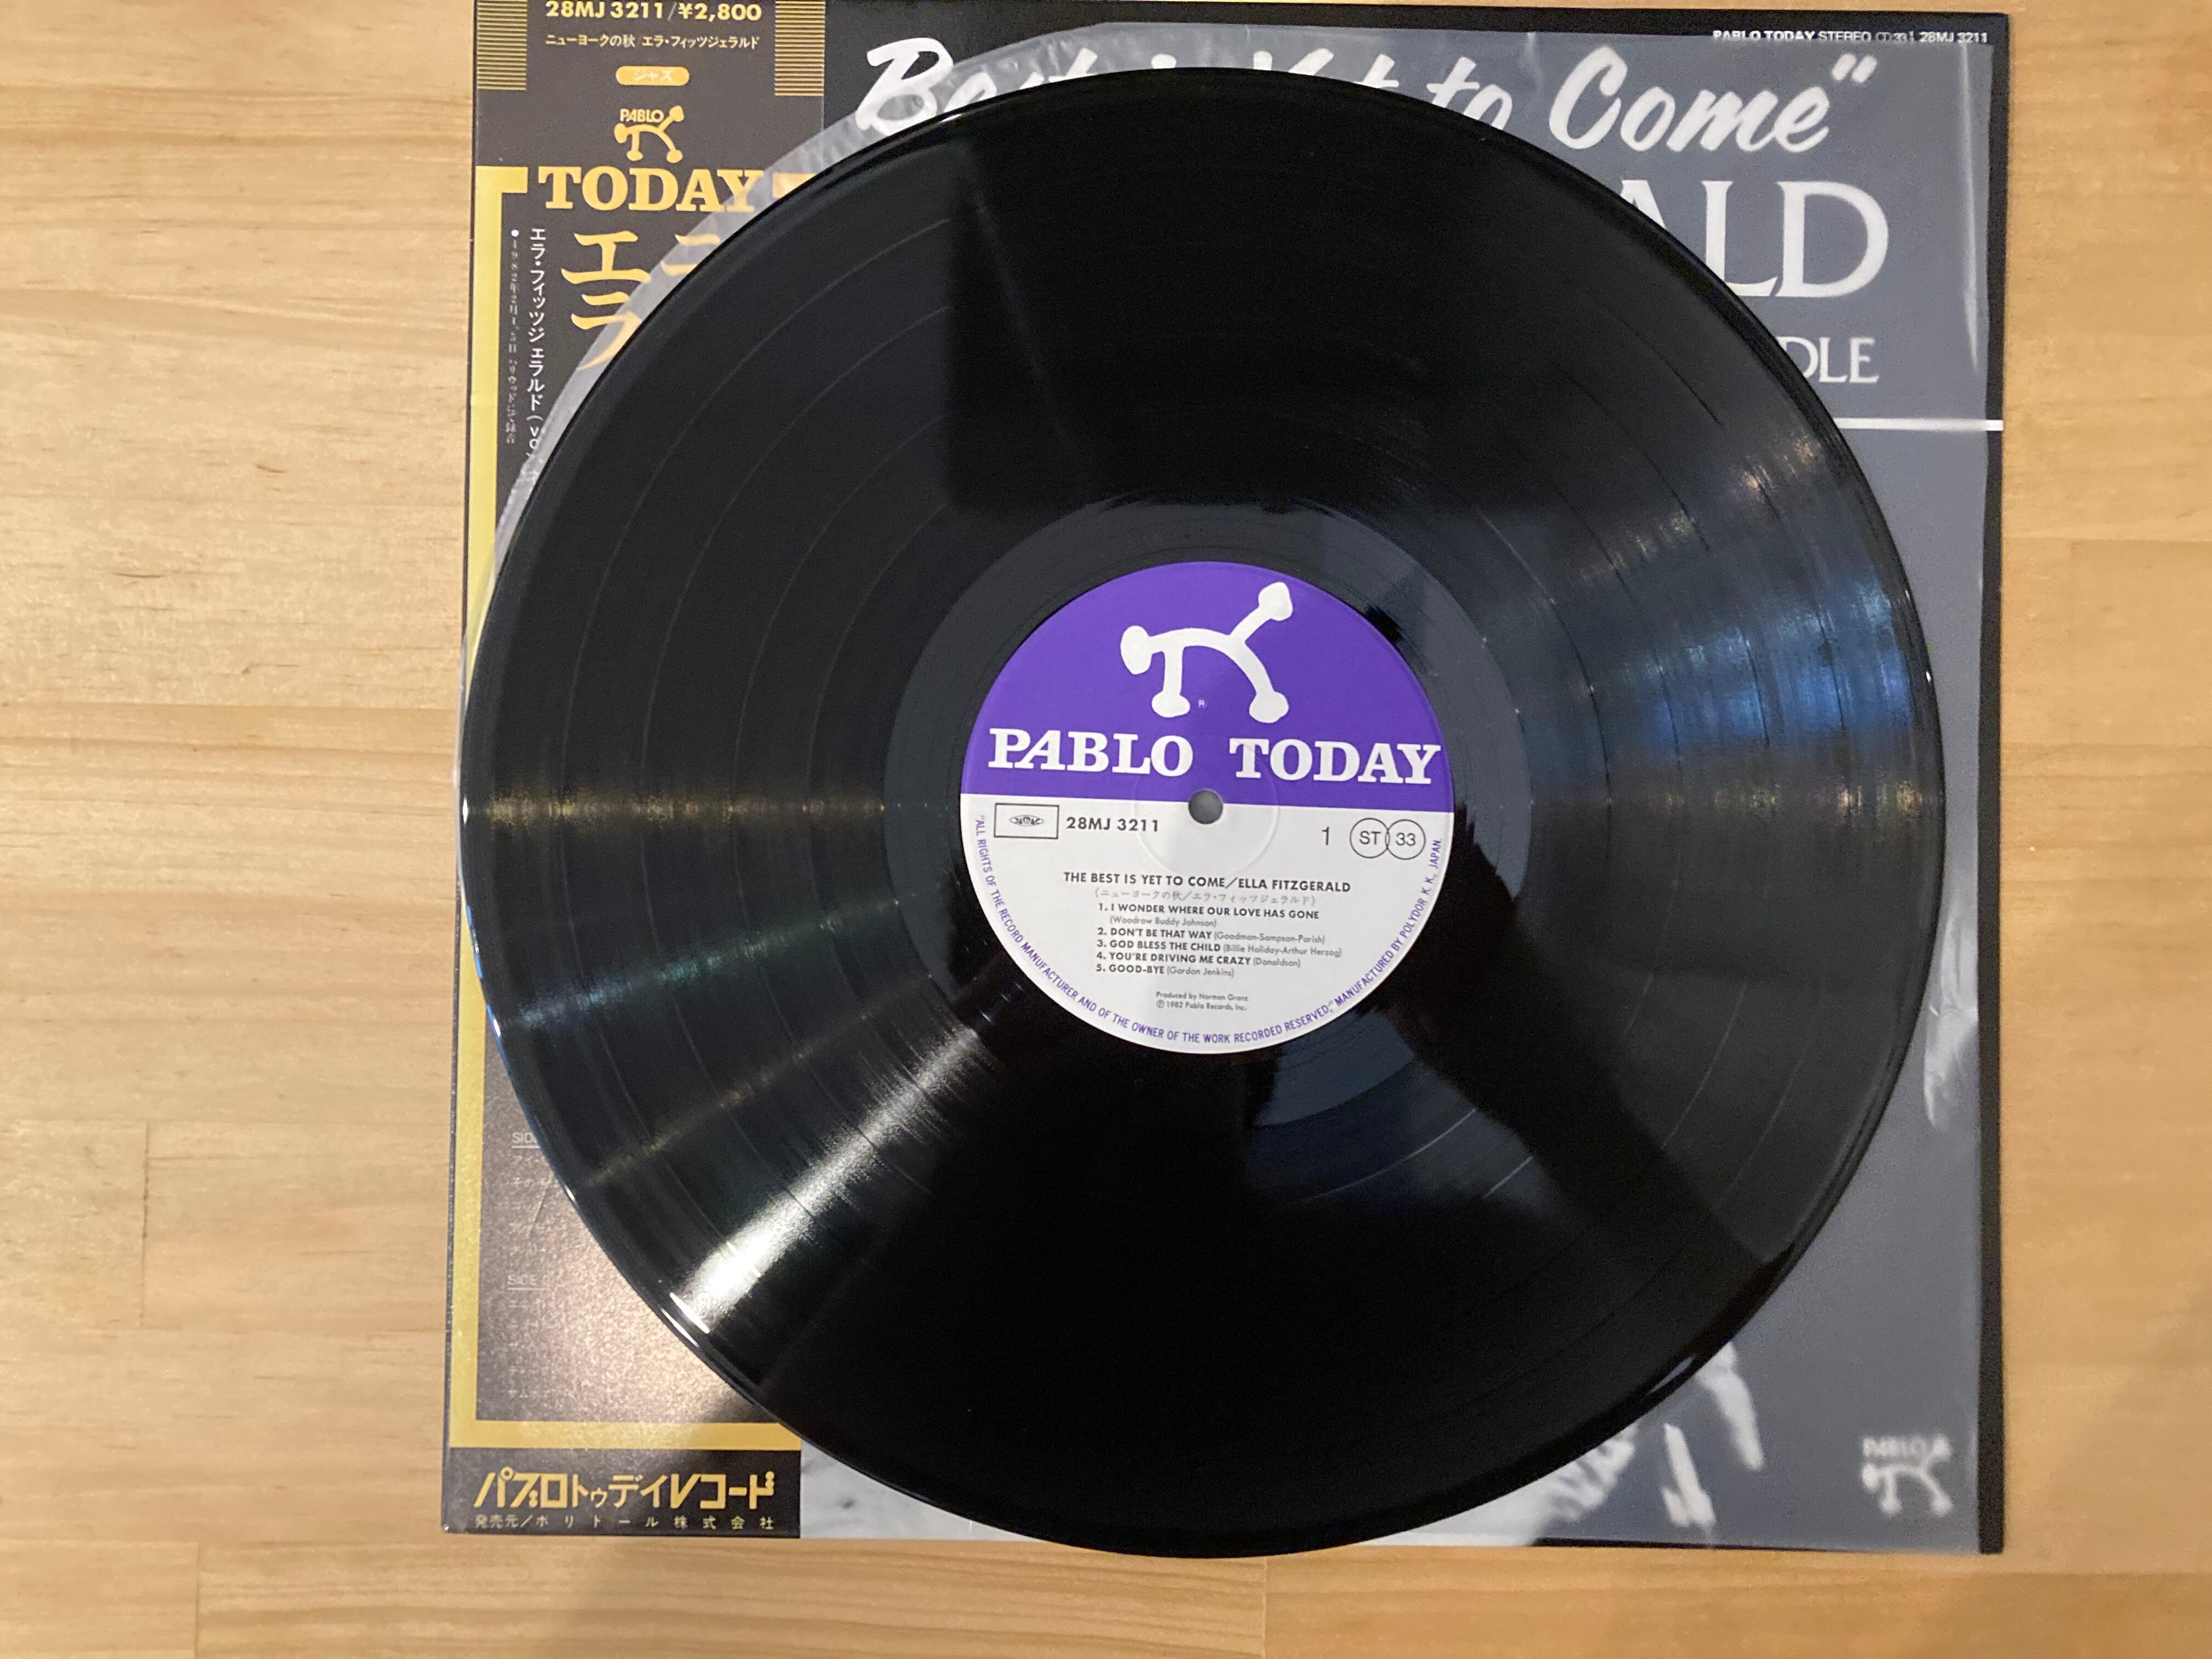 28MJ 3211/¥2,800
ニューヨークの秋/エラ・フィッツジェラルド
ジャズ
PABLO
TODAY
エラ・フィッツジェラルド(vo)
エラ
PABLO TODAY STEREO 28MJ 3211
to Come"
ALD
DLE
PABLO TODAY
®
JASRAC
28MJ 3211
1 ST 33
THE BEST IS YET TO COME/ELLA FITZGERALD
(ニューヨークの秋/エラ・フィッツジェラルド)
1. I WONDER WHERE OUR LOVE HAS GONE
(Woodrow Buddy Johnson)
2. DON'T BE THAT WAY (Goodman-Sampson-Parish)
3. GOD BLESS THE CHILD (Billie Holiday-Arthur Herzog)
4. YOU'RE DRIVING ME CRAZY (Donaldson)
5. GOOD-BYE (Gordon Jenkins)
Produced by Norman Granz
℗ 1982 Pablo Records, Inc.
"ALL RIGHTS OF THE RECORD MANUFACTURER AND OF THE OWNER OF THE WORK RECORDED RESERVED," MANUFACTURED BY POLYDOR K. K., JAPAN
パブロトゥデイレコード
発売元/ポリドール株式会社
PABLO